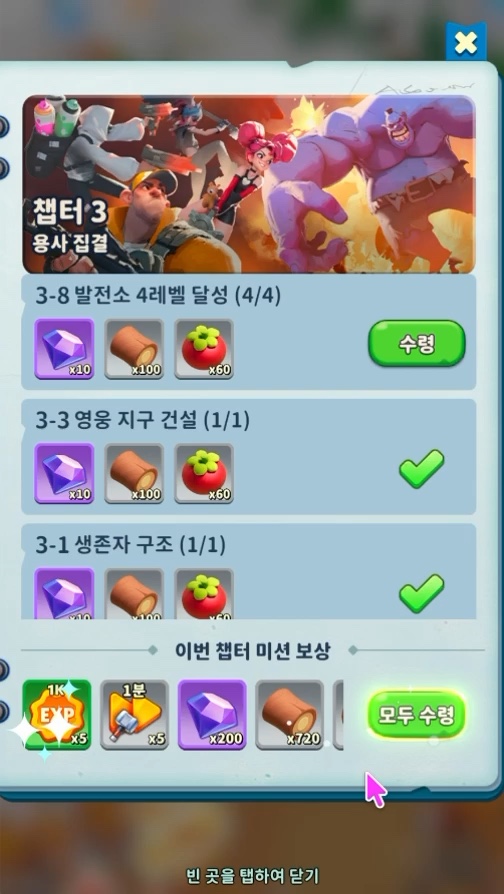 챕터 3
용사 집결
3-8 발전소 4레벨 달성 (4/4)
x10
x100
x60
수령
3-3 영웅 지구 건설 (1/1)
x10
x100
x60
3-1 생존자 구조 (1/1)
x10
x100
x60
이번 챕터 미션 보상
1K
EXP
x5
1분
x5
x200
x720
모두 수령
빈 곳을 탭하여 닫기